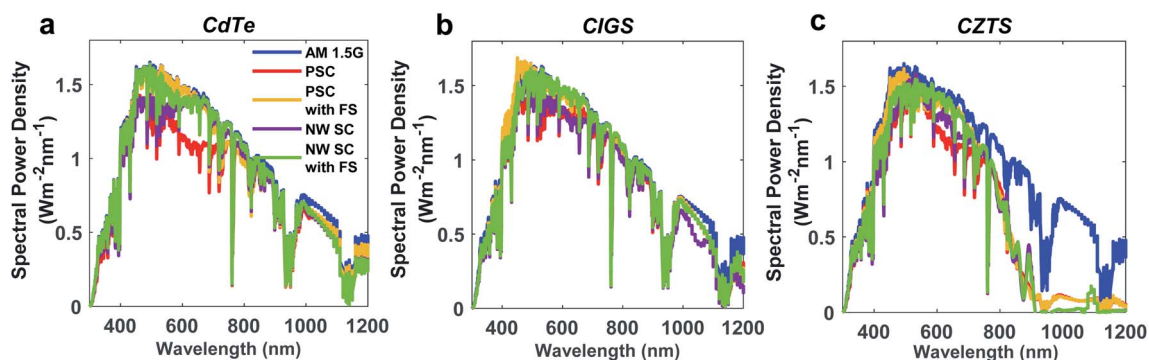 a
CdTe
Spectral Power Density
(Wm-2nm-1)
1.5
1
0.5
0
400 600 800 1000 1200
Wavelength (nm)
AM 1.5G
PSC
PSC
with FS
NW SC
NW SC
with FS
b
CIGS
Spectral Power Density
(Wm-2nm-1)
1.5
1
0.5
0
400 600 800 1000 1200
Wavelength (nm)
c
CZTS
Spectral Power Density
(Wm-2nm-1)
1.5
1
0.5
0
400 600 800 1000 1200
Wavelength (nm)